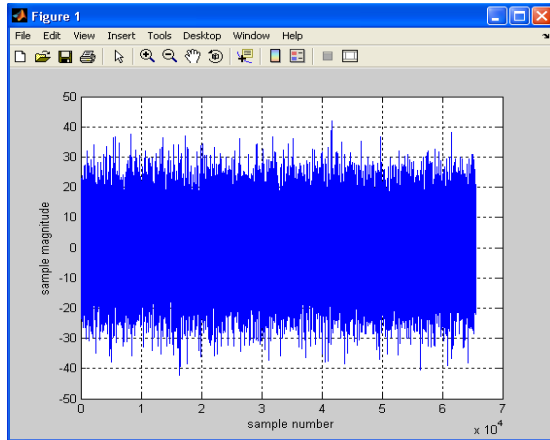 Figure 1
File Edit View Insert Tools Desktop Window Help
50
40
30
20
10
0
-10
-20
-30
-40
-50
sample magnitude
0 1 2 3 4 5 6 7
sample number
x 10^4